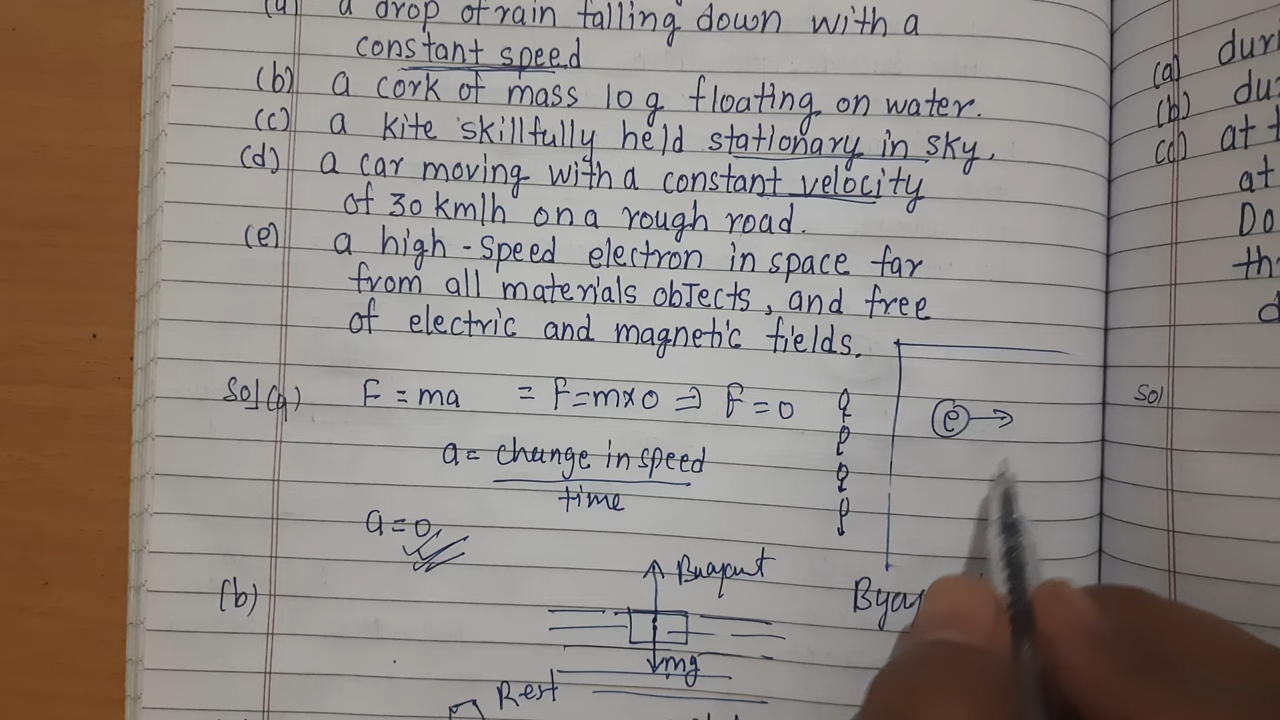 a drop of rain falling down with a
constant speed
(b) a cork of mass 10 g floating on water.
(c) a kite skillfully held stationary in sky.
(d) a car moving with a constant velocity
of 30 km/h on a rough road.
(e) a high-speed electron in space far
from all materials objects, and free
of electric and magnetic fields.
Sol(a) F = ma = F=m×0 ⇒ F=0
e →
a = change in speed
time
a=0
(b) Buayant
mg
Rest
(a)
(b) du
(c) at
at
Do
th
d
Sol